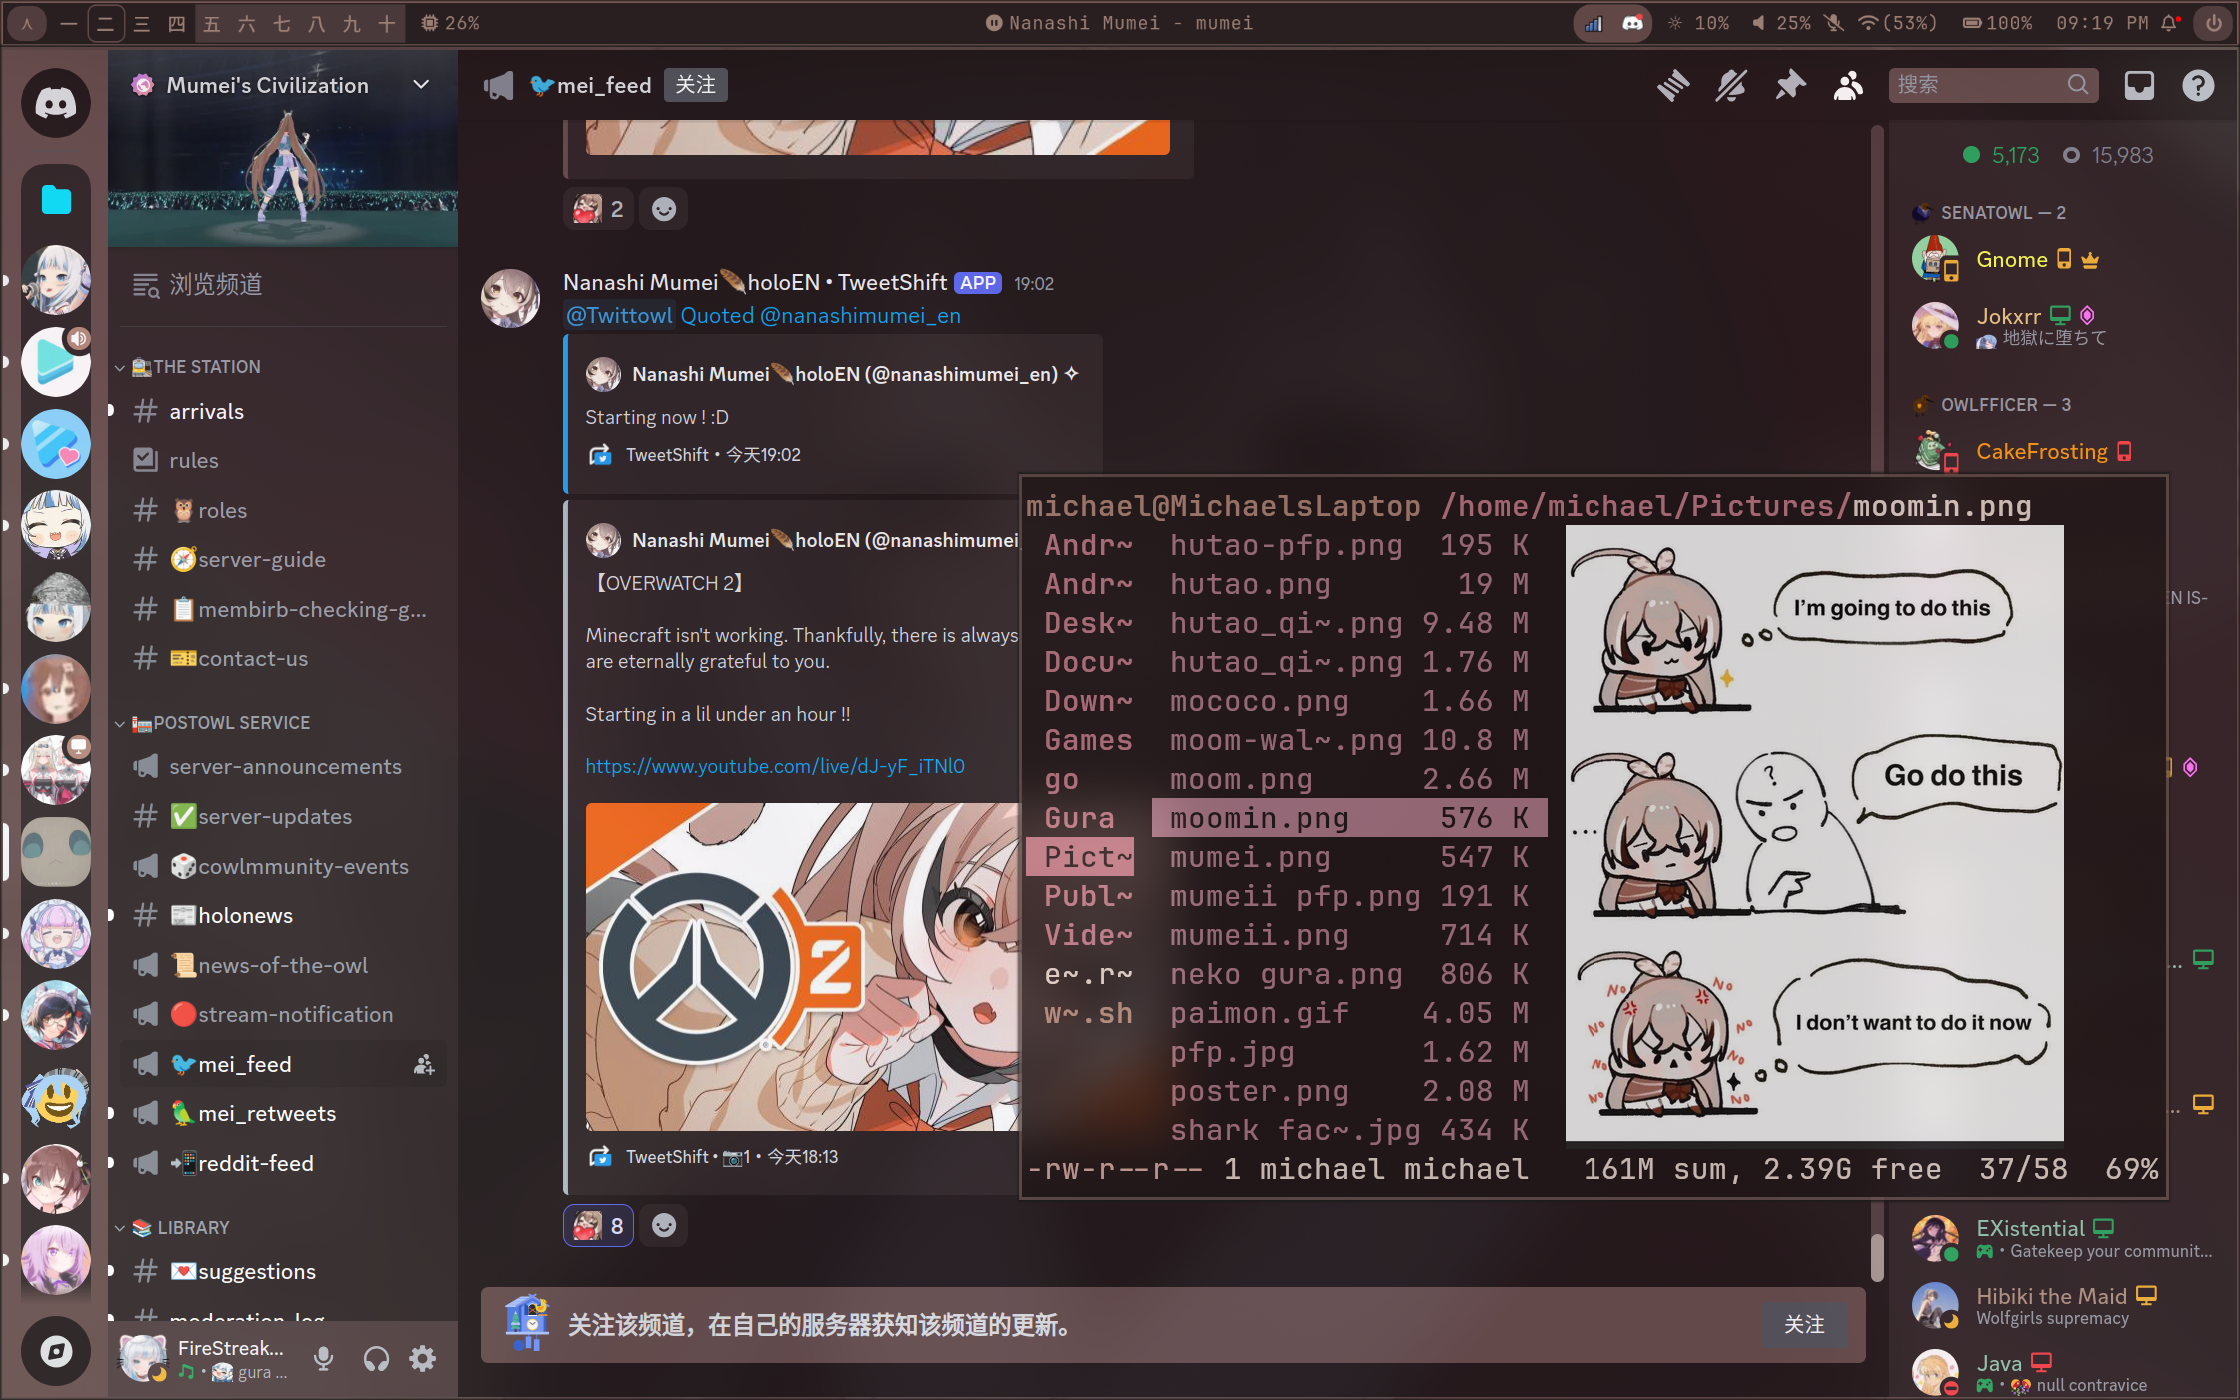 一 二 三 四 五 六 七 八 九 十 26%
Nanashi Mumei - mumei
10% 25% (53%) 100% 09:19 PM
Mumei's Civilization
浏览频道
THE STATION
arrivals
rules
roles
server-guide
membirb-checking-g...
contact-us
POSTOWL SERVICE
server-announcements
server-updates
cowlmmunity-events
holonews
news-of-the-owl
stream-notification
mei_feed
mei_retweets
reddit-feed
LIBRARY
suggestions
moderation-log
FireStreak...
gura ...
mei_feed 关注
搜索
2
Nanashi Mumei holoEN • TweetShift APP 19:02
@Twittowl Quoted @nanashimumei_en
Nanashi Mumei holoEN (@nanashimumei_en) ✧
Starting now ! :D
TweetShift • 今天19:02
Nanashi Mumei holoEN (@nanashimumei
【OVERWATCH 2】
Minecraft isn't working. Thankfully, there is always
are eternally grateful to you.
Starting in a lil under an hour !!
https://www.youtube.com/live/dJ-yF_iTNl0
2
TweetShift • 1 • 今天18:13
8
关注该频道，在自己的服务器获知该频道的更新。
关注
michael@MichaelsLaptop /home/michael/Pictures/moomin.png
Andr~ hutao-pfp.png 195 K
Andr~ hutao.png 19 M
Desk~ hutao_qi~.png 9.48 M
Docu~ hutao_qi~.png 1.76 M
Down~ mococo.png 1.66 M
Games moom-wal~.png 10.8 M
go moom.png 2.66 M
Gura moomin.png 576 K
Pict~ mumei.png 547 K
Publ~ mumeii pfp.png 191 K
Vide~ mumeii.png 714 K
e~.r~ neko gura.png 806 K
w~.sh paimon.gif 4.05 M
pfp.jpg 1.62 M
poster.png 2.08 M
shark fac~.jpg 434 K
-rw-r--r-- 1 michael michael 161M sum, 2.39G free 37/58 69%
I'm going to do this
?
...
Go do this
No No
No No
No No
No No
I don't want to do it now
5,173 15,983
SENATOWL — 2
Gnome
Jokxrr
地獄に堕ちて
OWLFFICER — 3
CakeFrosting
EN IS-
...
...
EXistential
• Gatekeep your communit...
Hibiki the Maid
Wolfgirls supremacy
Java
• null contravice